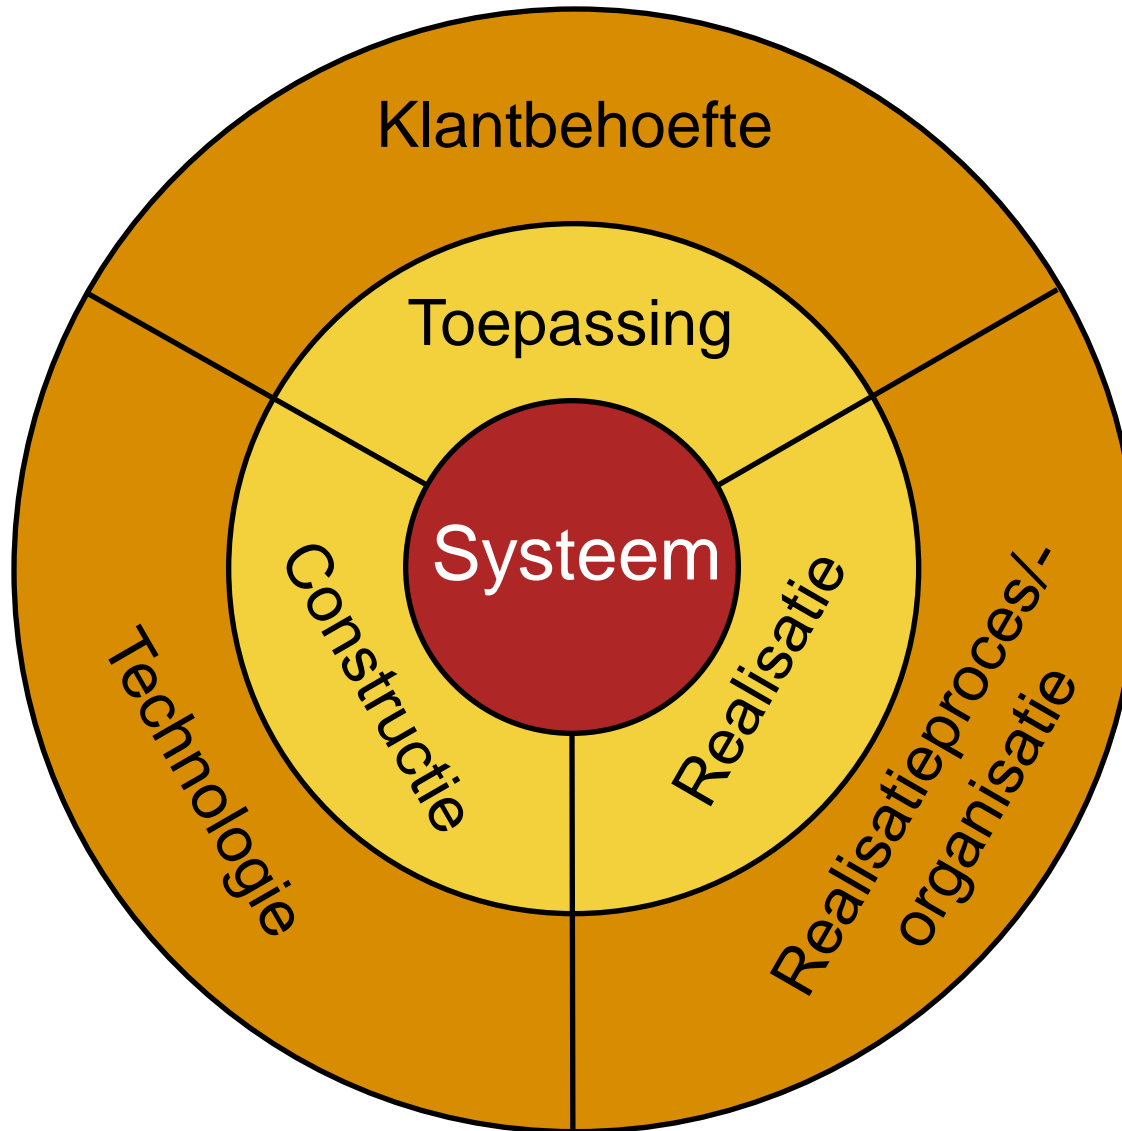 Klantbehoefte
Toepassing
Systeem
Constructie
Realisatie
Technologie
Realisatieproces/-
organisatie